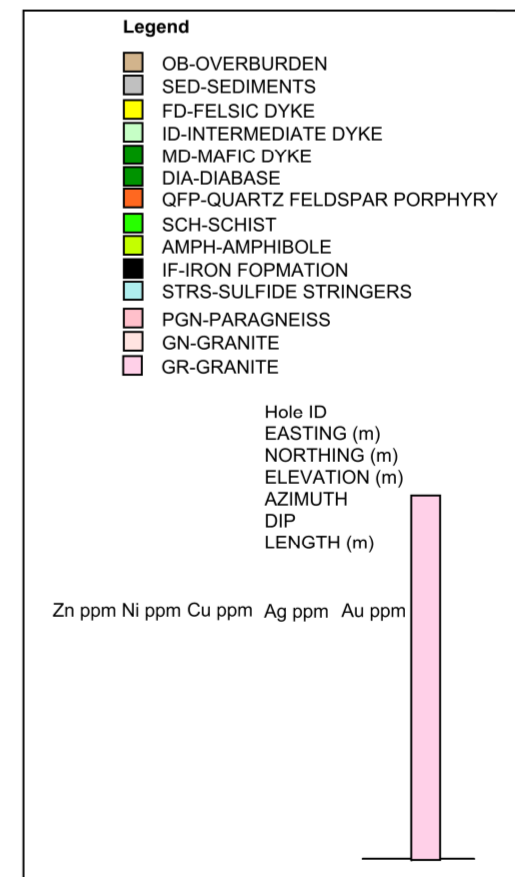 Legend
OB-OVERBURDEN
SED-SEDIMENTS
FD-FELSIC DYKE
ID-INTERMEDIATE DYKE
MD-MAFIC DYKE
DIA-DIABASE
QFP-QUARTZ FELDSPAR PORPHYRY
SCH-SCHIST
AMPH-AMPHIBOLE
IF-IRON FOPMATION
STRS-SULFIDE STRINGERS
PGN-PARAGNEISS
GN-GRANITE
GR-GRANITE
Hole ID
EASTING (m)
NORTHING (m)
ELEVATION (m)
AZIMUTH
DIP
LENGTH (m)
Zn ppm Ni ppm Cu ppm Ag ppm Au ppm